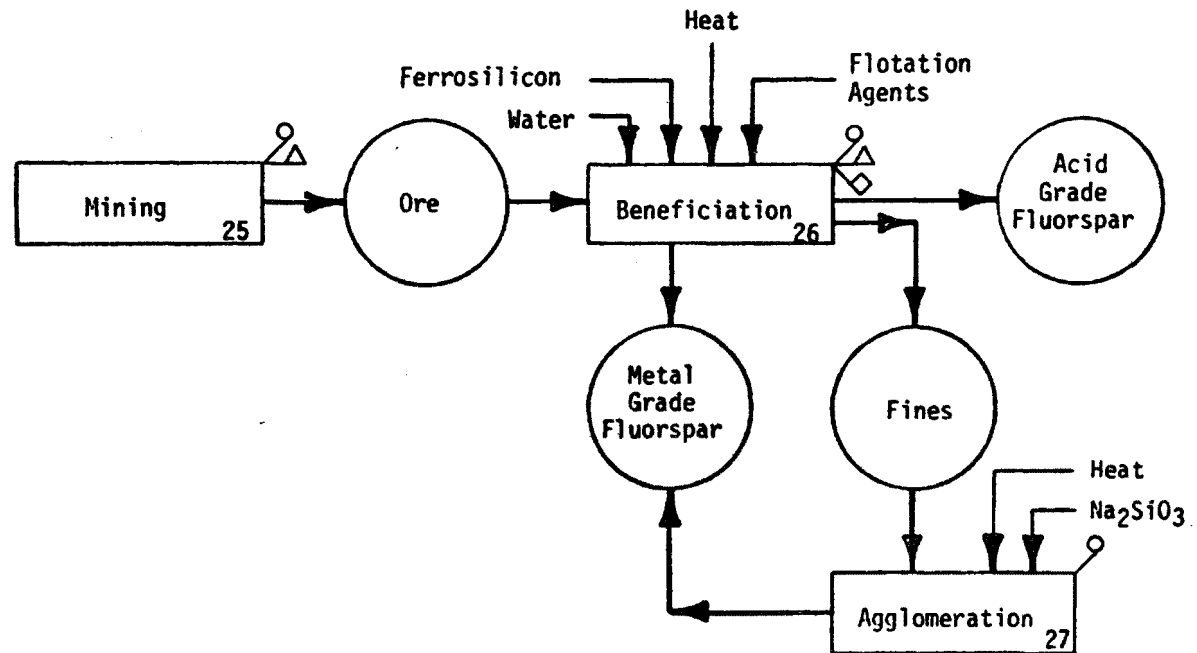 Heat
Ferrosilicon
Flotation
Agents
Water
Mining
25
Ore
Beneficiation
26
Acid
Grade
Fluorspar
Metal
Grade
Fluorspar
Fines
Heat
Na₂SiO₃
Agglomeration
27